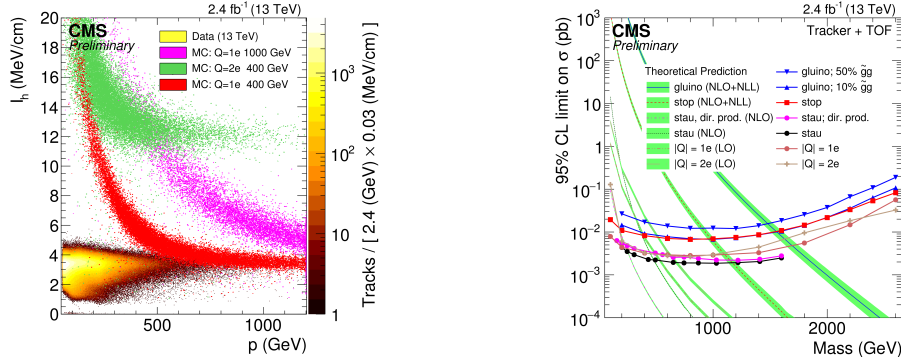 2.4 fb⁻¹ (13 TeV)
CMS
Preliminary
Data (13 TeV)
MC: Q=1e 1000 GeV
MC: Q=2e 400 GeV
MC: Q=1e 400 GeV
I_h (MeV/cm)
20
18
16
14
12
10
8
6
4
2
0
500
1000
p (GeV)
10³
10²
10
1
Tracks / [ 2.4 (GeV) × 0.03 (MeV/cm)
2.4 fb⁻¹ (13 TeV)
CMS
Preliminary
Tracker + TOF
Theoretical Prediction
gluino (NLO+NLL)
stop (NLO+NLL)
stau, dir. prod. (NLO)
stau (NLO)
|Q| = 1e (LO)
|Q| = 2e (LO)
gluino; 50% g̃g
gluino; 10% g̃g
stop
stau; dir. prod.
stau
|Q| = 1e
|Q| = 2e
95% CL limit on σ (pb)
10³
10²
10
1
10⁻¹
10⁻²
10⁻³
10⁻⁴
1000
2000
Mass (GeV)